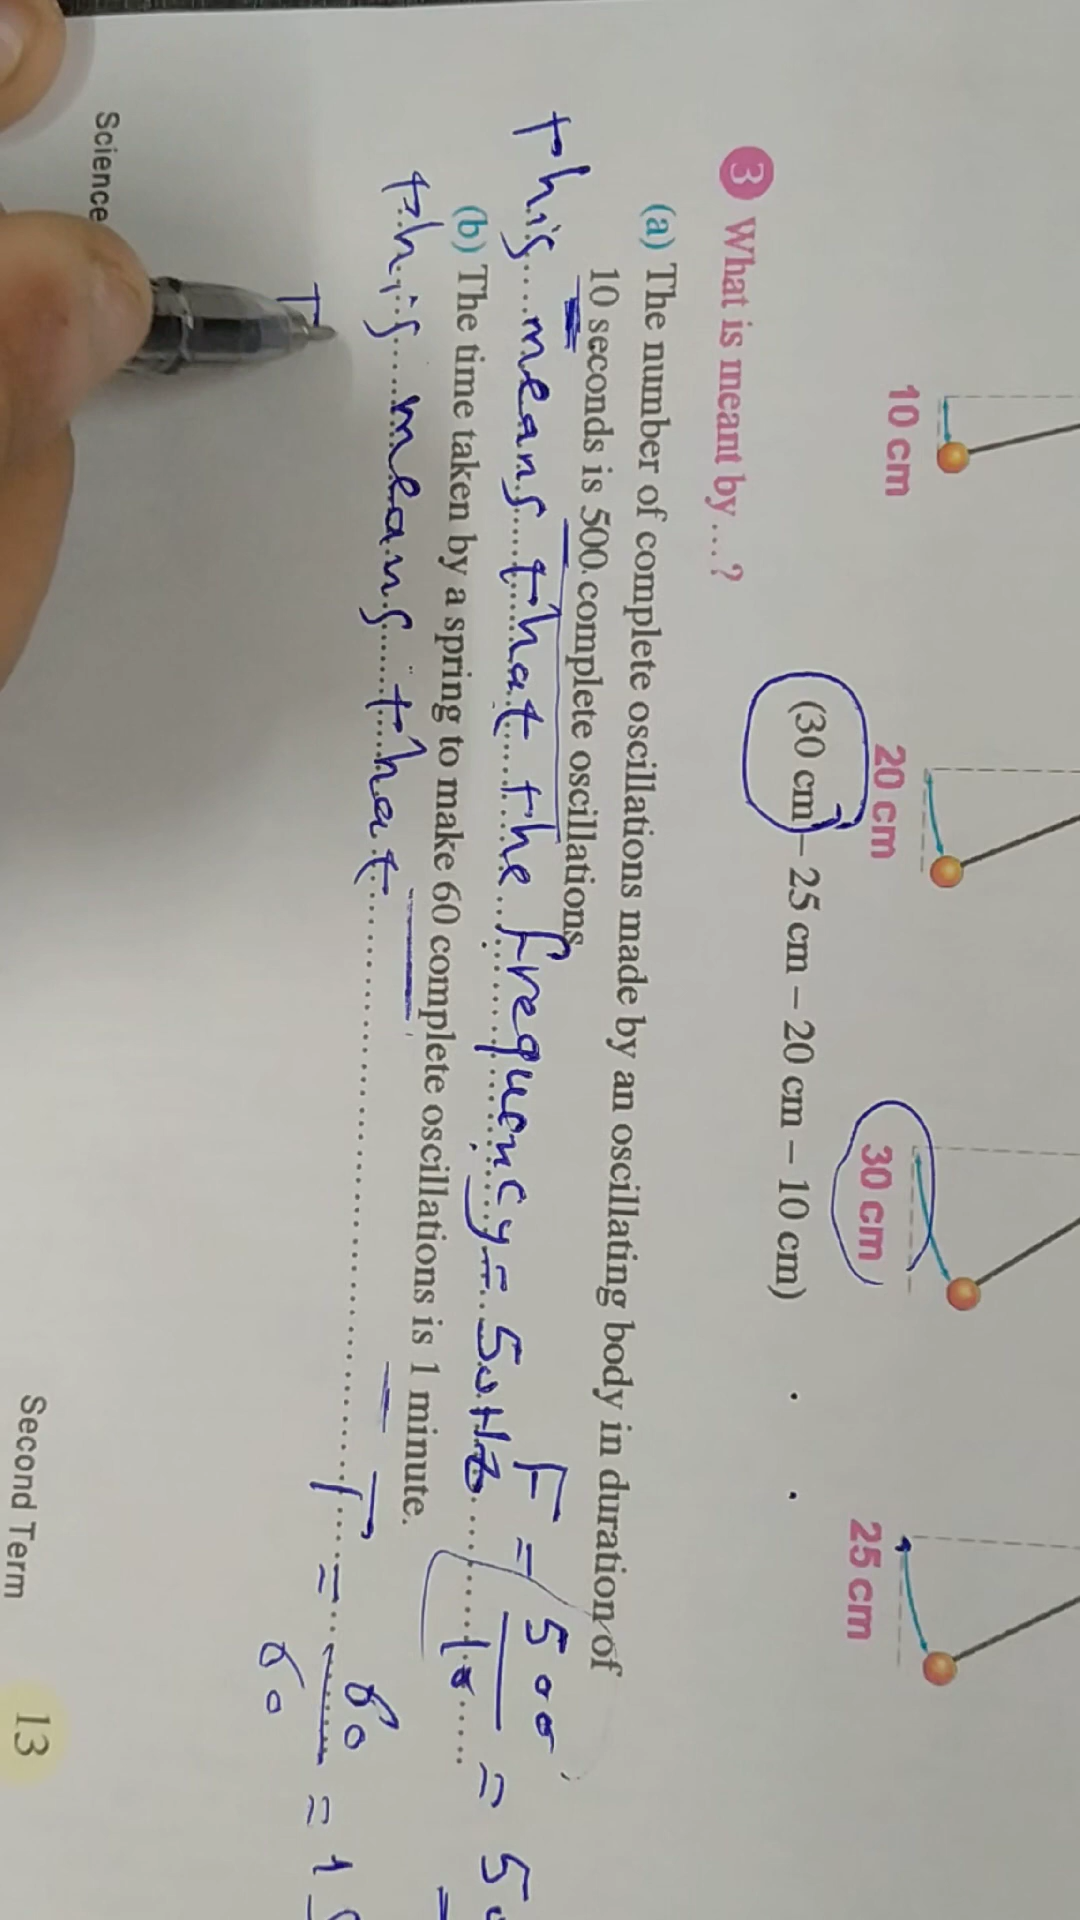 10 cm 20 cm 30 cm 25 cm
(30 cm – 25 cm – 20 cm – 10 cm)
3 What is meant by ... ?
(a) The number of complete oscillations made by an oscillating body in duration of
10 seconds is 500 complete oscillations
F = 500 / 10 =
this means that the frequency = 50Hz
(b) The time taken by a spring to make 60 complete oscillations is 1 minute.
this means that
T = 60 / 60 = 1
T
Science Second Term 13